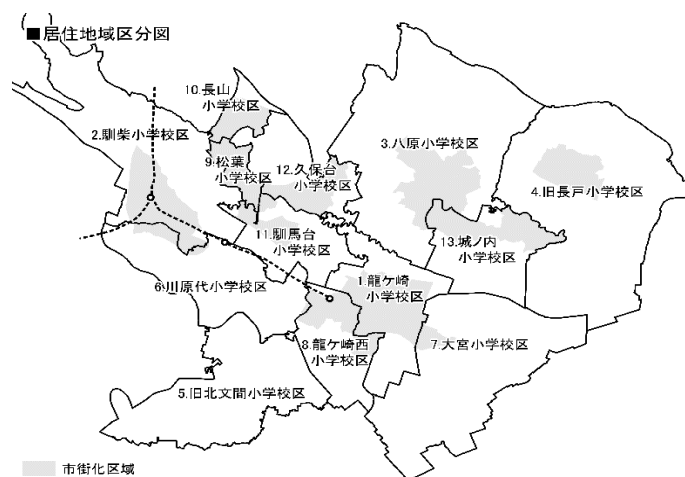 ■居住地域区分図
10.長山
小学校区
2.馴柴小学校区
3.八原小学校区
9.松葉
小学校区
12.久保台
小学校区
4.旧長戸小学校区
11.馴馬台
小学校区
13.城ノ内
小学校区
6.川原代小学校区
1.龍ケ崎
小学校区
8.龍ケ崎西
小学校区
7.大宮小学校区
5.旧北文間小学校区
市街化区域